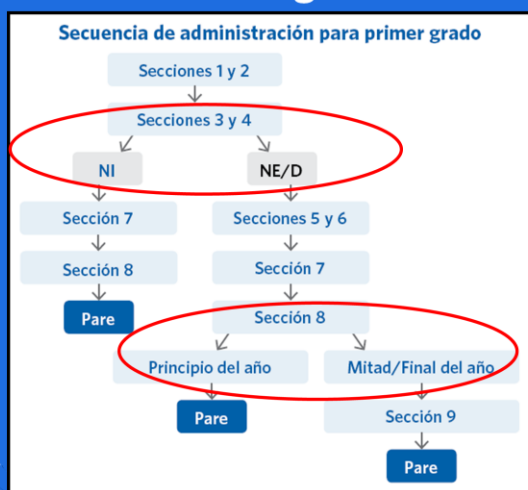 Secuencia de administración para primer grado
Secciones 1 y 2
Secciones 3 y 4
NI
NE/D
Sección 7
Secciones 5 y 6
Sección 8
Sección 7
Pare
Sección 8
Principio del año
Mitad/Final del año
Pare
Sección 9
Pare